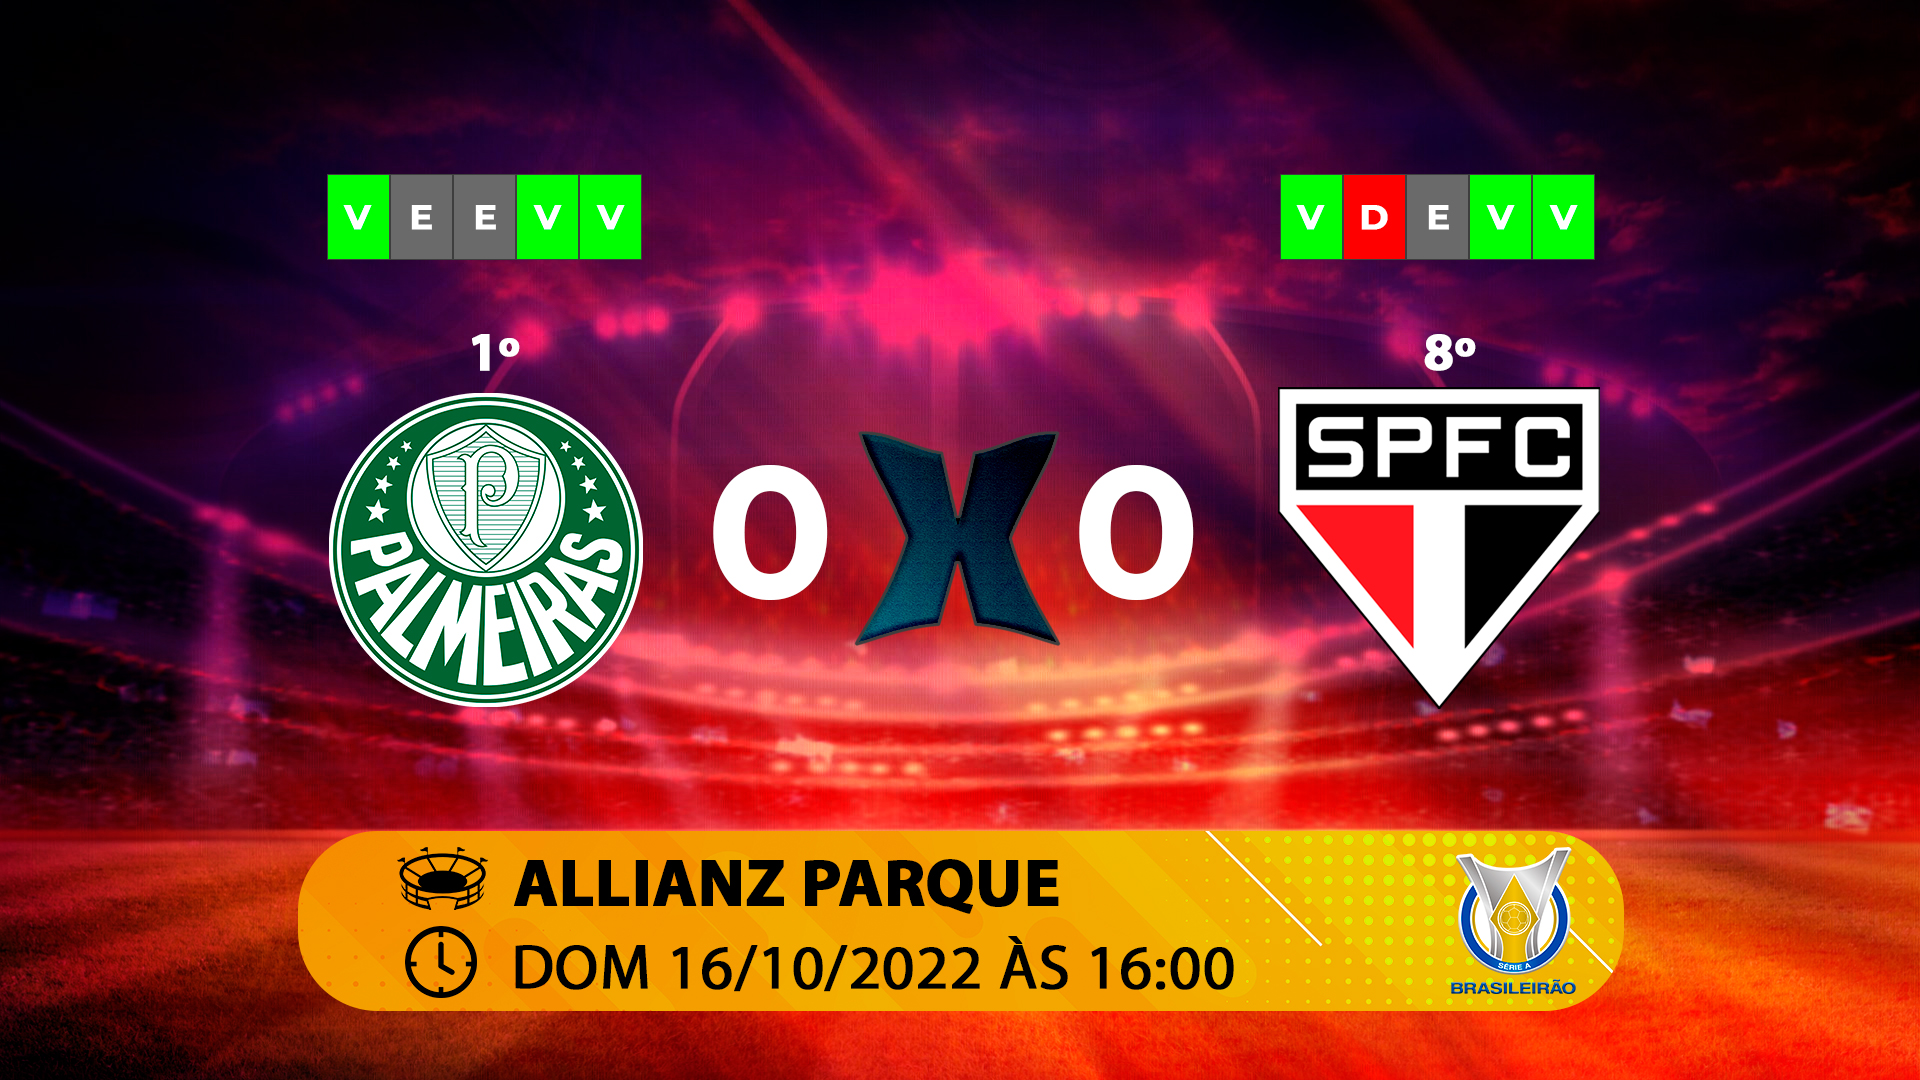 V E E V V
V D E V V
1º
8º
P
PALMEIRAS
0 X 0
SPFC
ALLIANZ PARQUE
DOM 16/10/2022 ÀS 16:00
SÉRIE A
BRASILEIRÃO